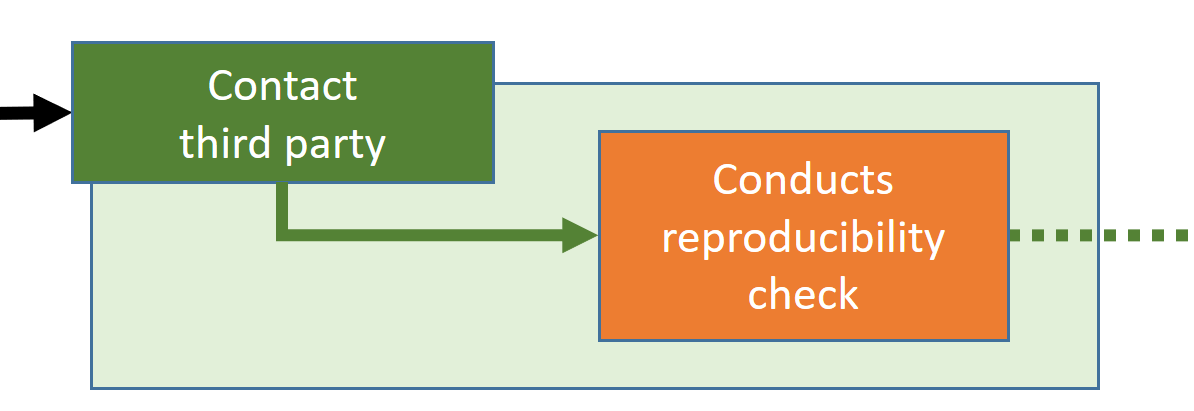 Contact
third party
Conducts
reproducibility
check